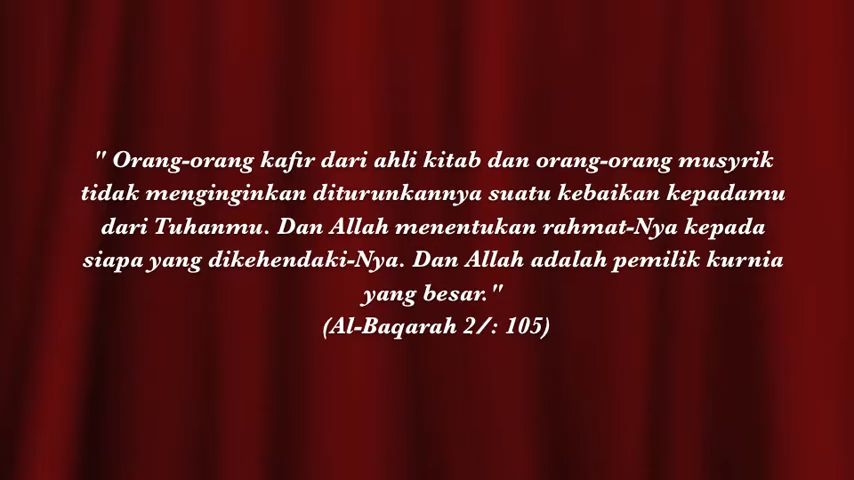 " Orang-orang kafir dari ahli kitab dan orang-orang musyrik
tidak menginginkan diturunkannya suatu kebaikan kepadamu
dari Tuhanmu. Dan Allah menentukan rahmat-Nya kepada
siapa yang dikehendaki-Nya. Dan Allah adalah pemilik kurnia
yang besar."
(Al-Baqarah 2/: 105)